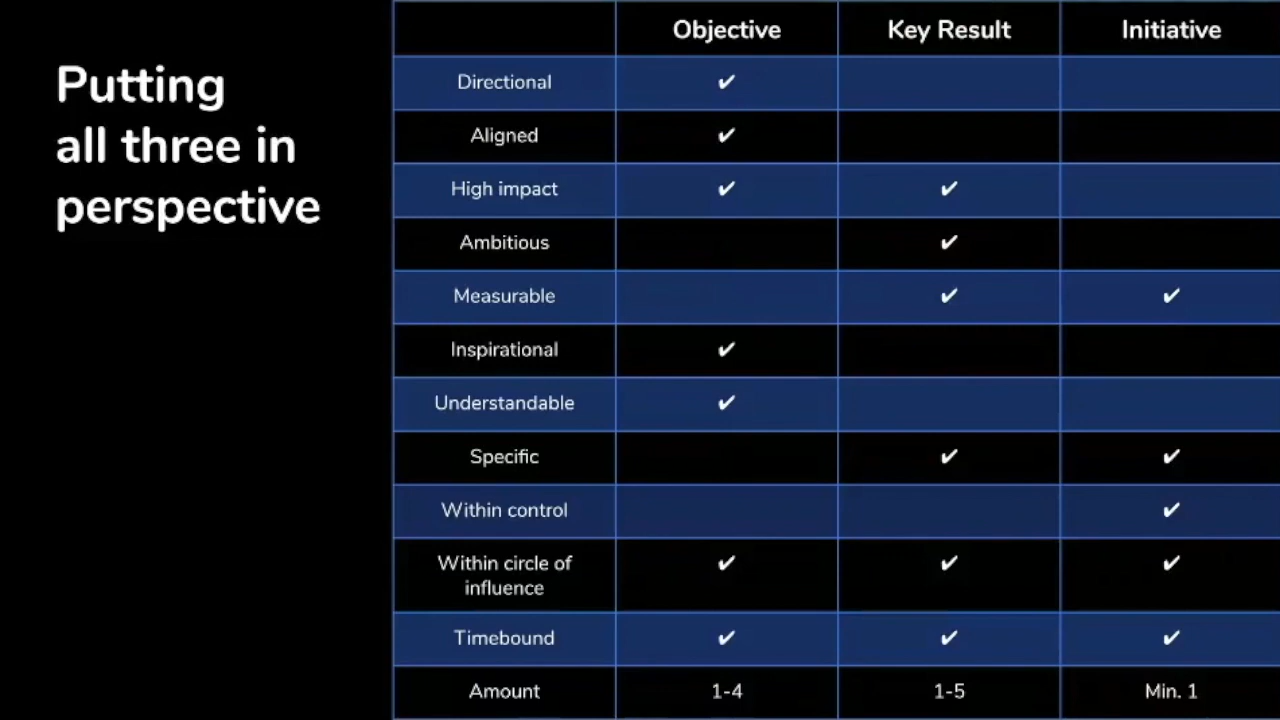 Putting
all three in
perspective
Objective Key Result Initiative
Directional ✔
Aligned ✔
High impact ✔ ✔
Ambitious ✔
Measurable ✔ ✔
Inspirational ✔
Understandable ✔
Specific ✔ ✔
Within control ✔
Within circle of
influence ✔ ✔ ✔
Timebound ✔ ✔ ✔
Amount 1-4 1-5 Min. 1